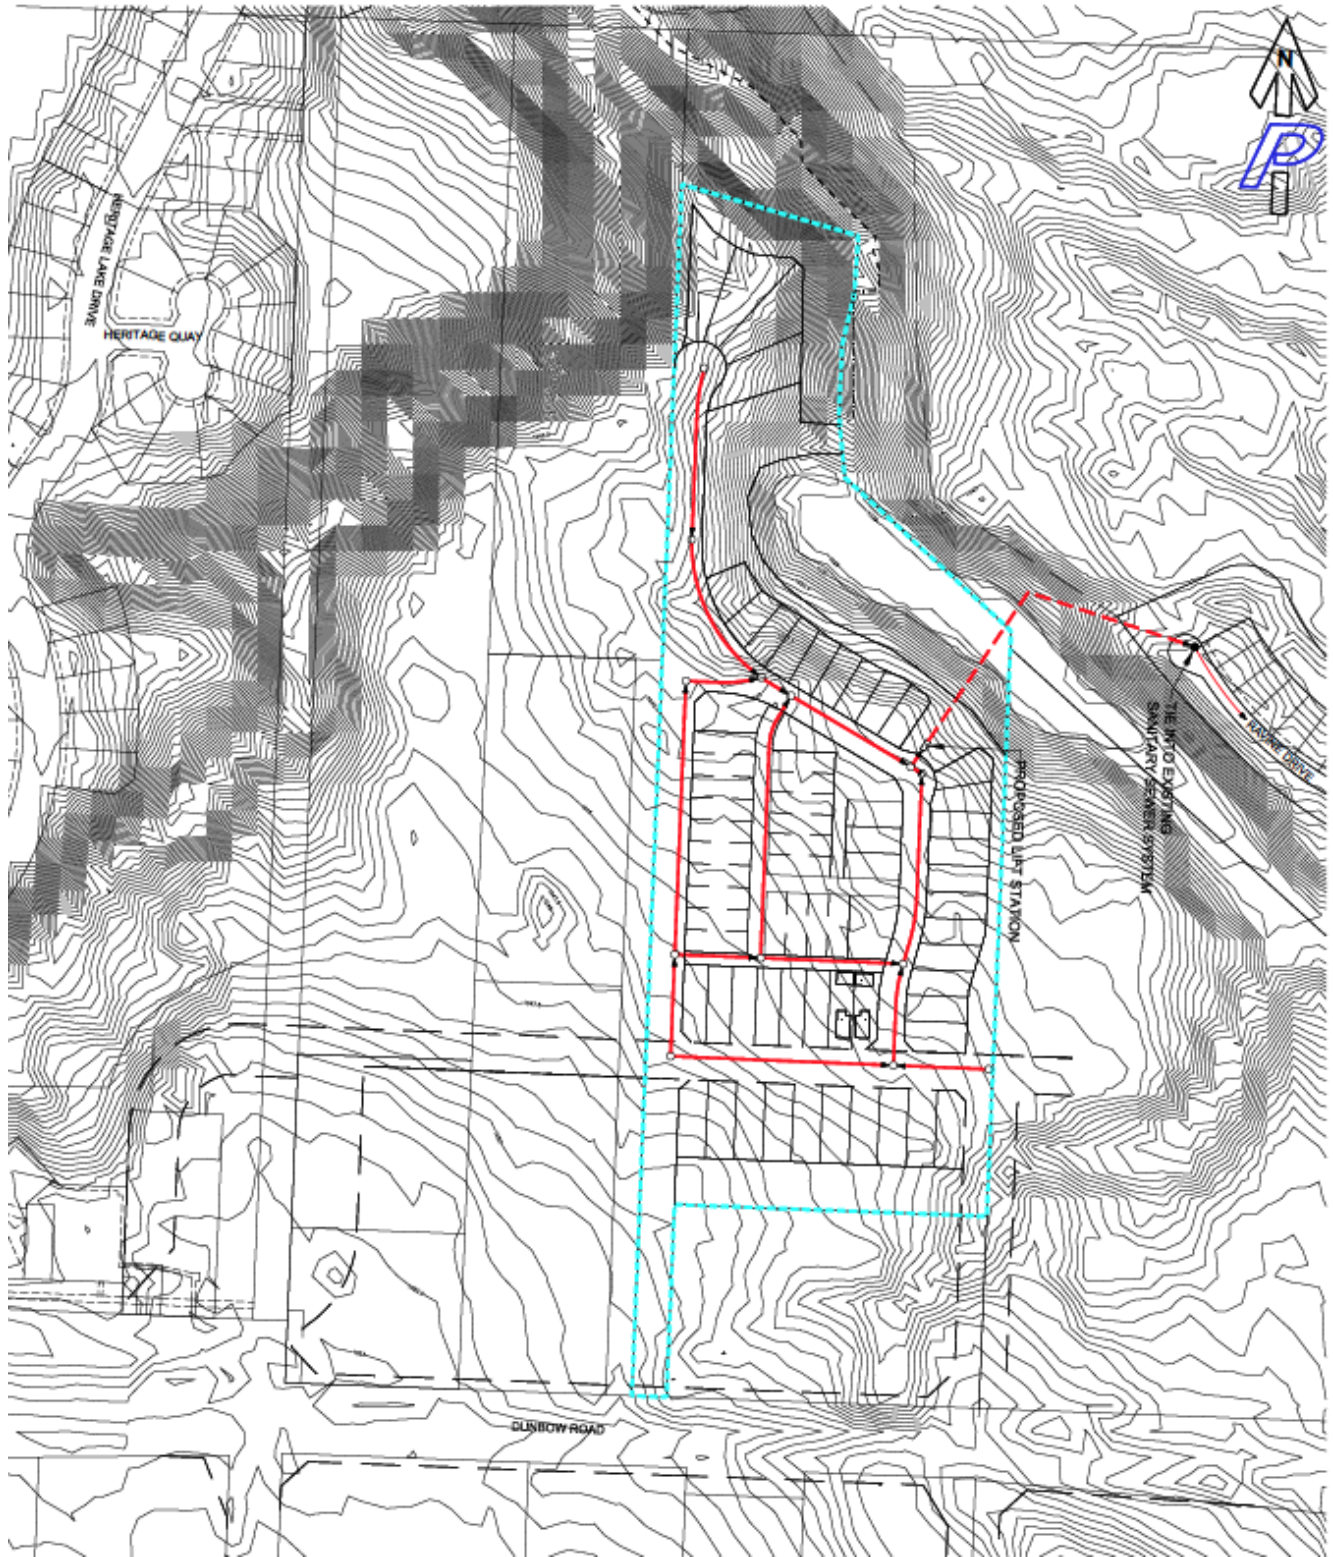 N
P
HERITAGE LAKE DRIVE
HERITAGE QUAY
RAVINE DRIVE
TIE INTO EXISTING
SANITARY SEWER SYSTEM
PROPOSED LIFT STATION
DUNBOW ROAD